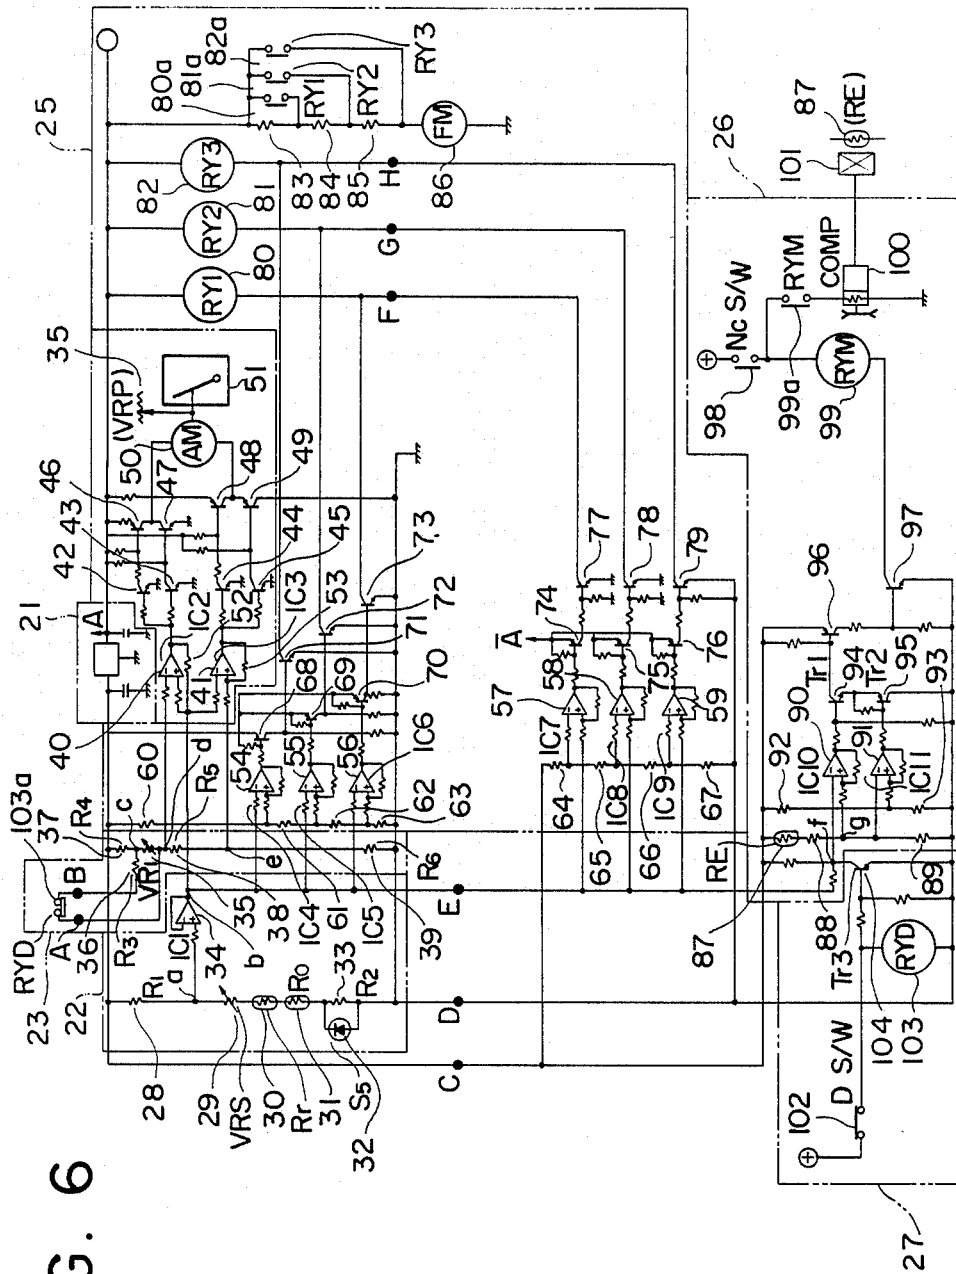 G. 6
25
21
A
35
(VRP)
50
AM
51
46
47
42
43
48
49
44
45
40
IC2
52
41
IC3
53
82
RY3
RY2
81
RY1
80
80a
81a
82a
RY3
RY2
RY1
83
84
85
H
G
F
FM
86
RYD
103a
23
A
B
22
37
R4
c
60
36
R3
VRL
d
R5
35
38
e
39
R6
28
R1
a
IC1
34
b
29
VRS
30
Rr
R0
31
33
R2
S5
32
54
68
55
69
56
70
71
72
73
IC4
61
IC5
IC6
62
63
C
D
E
57
58
59
IC7
64
65
IC8
66
IC9
67
74
75
76
77
78
79
A
26
87
(RE)
101
COMP
100
RYM
99a
Nc S/W
98
RYM
99
97
96
Tr1
94
Tr2
95
93
92
90
IC10
91
IC11
RE
87
f
g
88
89
Tr3
104
RYD
103
D S/W
102
27